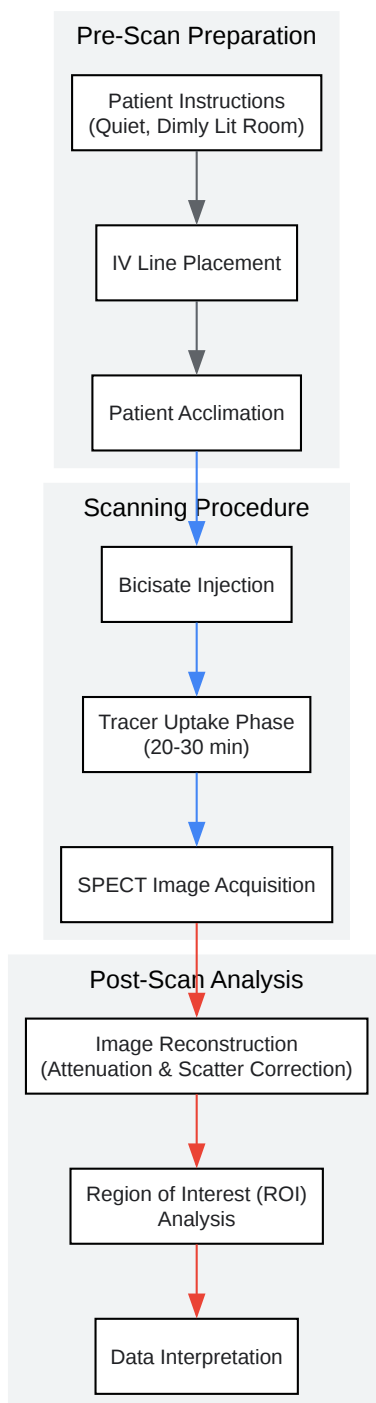 Pre-Scan Preparation
Patient Instructions
(Quiet, Dimly Lit Room)
IV Line Placement
Patient Acclimation
Scanning Procedure
Bicisate Injection
Tracer Uptake Phase
(20-30 min)
SPECT Image Acquisition
Post-Scan Analysis
Image Reconstruction
(Attenuation & Scatter Correction)
Region of Interest (ROI)
Analysis
Data Interpretation